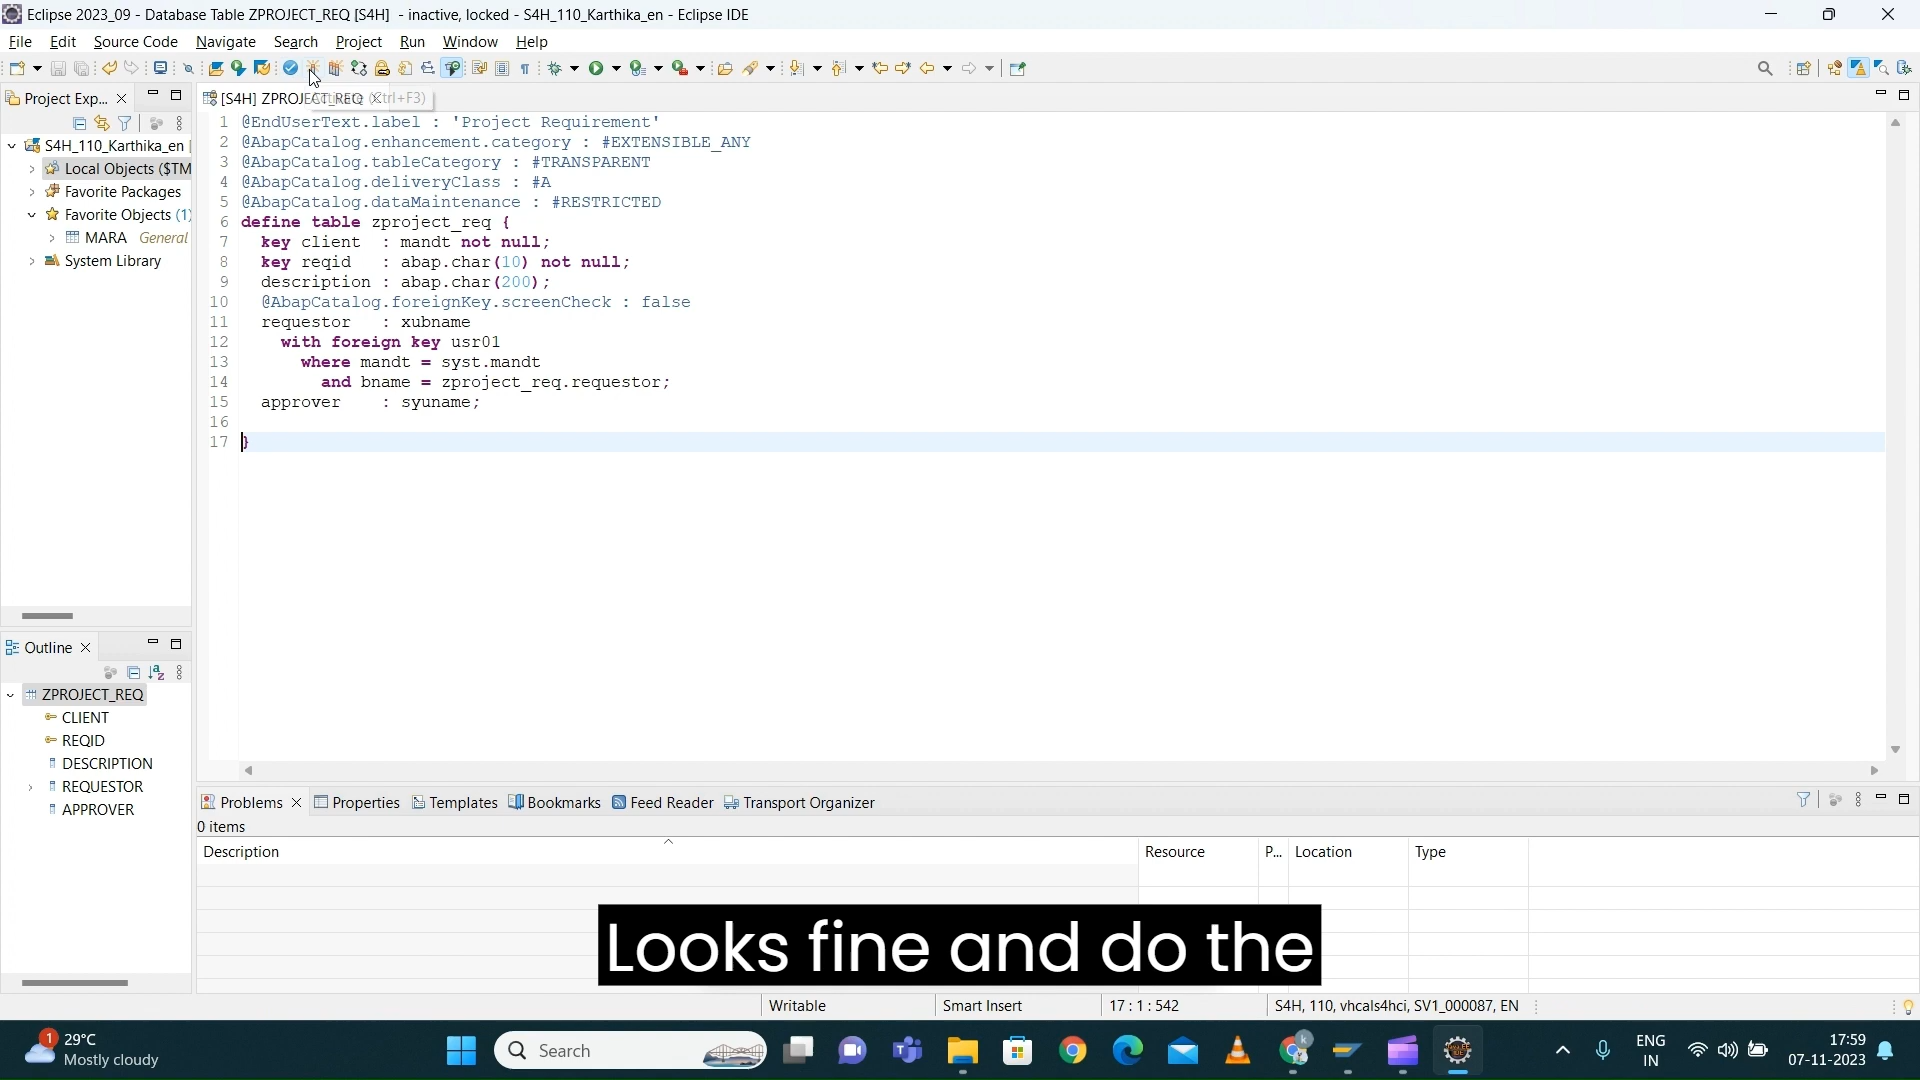 Eclipse 2023_09 - Database Table ZPROJECT_REQ [S4H]  - inactive, locked - S4H_110_Karthika_en - Eclipse IDE
File Edit Source Code Navigate Search Project Run Window Help
Project Exp...
[S4H] ZPROJECT_REQ
Activate (Ctrl+F3)
S4H_110_Karthika_en
Local Objects ($TM
Favorite Packages
Favorite Objects (1)
MARA General
System Library
1 @EndUserText.label : 'Project Requirement'
2 @AbapCatalog.enhancement.category : #EXTENSIBLE_ANY
3 @AbapCatalog.tableCategory : #TRANSPARENT
4 @AbapCatalog.deliveryClass : #A
5 @AbapCatalog.dataMaintenance : #RESTRICTED
6 define table zproject_req {
7 key client : mandt not null;
8 key reqid : abap.char(10) not null;
9 description : abap.char(200);
10 @AbapCatalog.foreignKey.screenCheck : false
11 requestor : xubname
12 with foreign key usr01
13 where mandt = syst.mandt
14 and bname = zproject_req.requestor;
15 approver : syuname;
16
17 }
Outline
ZPROJECT_REQ
CLIENT
REQID
DESCRIPTION
REQUESTOR
APPROVER
Problems Properties Templates Bookmarks Feed Reader Transport Organizer
0 items
Description Resource P... Location Type
Looks fine and do the
Writable Smart Insert 17 : 1 : 542 S4H, 110, vhcals4hci, SV1_000087, EN
1 29°C
Mostly cloudy
Search
ENG
IN
17:59
07-11-2023